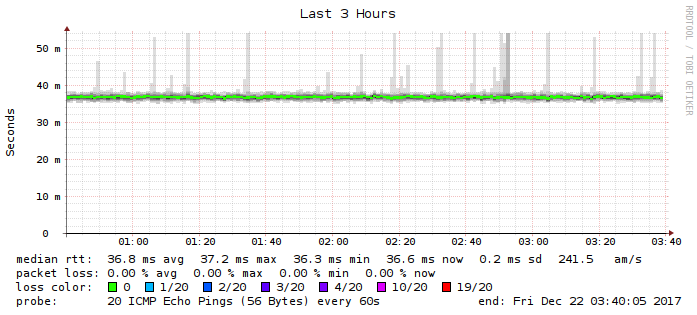 Last 3 Hours
RRDTOOL / TOBI OETIKER
Seconds
50 m
40 m
30 m
20 m
10 m
0
01:00 01:20 01:40 02:00 02:20 02:40 03:00 03:20 03:40
median rtt: 36.8 ms avg 37.2 ms max 36.3 ms min 36.6 ms now 0.2 ms sd 241.5 am/s
packet loss: 0.00 % avg 0.00 % max 0.00 % min 0.00 % now
loss color: 0 1/20 2/20 3/20 4/20 10/20 19/20
probe: 20 ICMP Echo Pings (56 Bytes) every 60s end: Fri Dec 22 03:40:05 2017